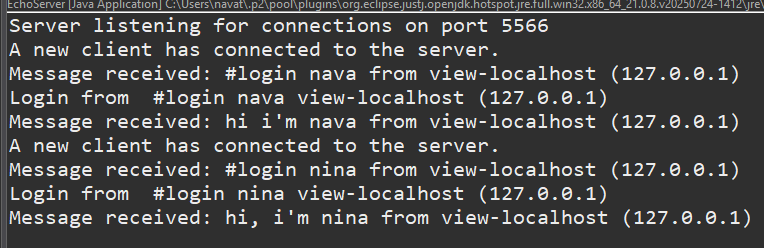 EchoServer [Java Application] C:\Users\navat\.p2\pool\plugins\org.eclipse.justj.openjdk.hotspot.jre.full.win32.x86_64_21.0.8.v20250724-1412\jre\
Server listening for connections on port 5566
A new client has connected to the server.
Message received: #login nava from view-localhost (127.0.0.1)
Login from  #login nava view-localhost (127.0.0.1)
Message received: hi i'm nava from view-localhost (127.0.0.1)
A new client has connected to the server.
Message received: #login nina from view-localhost (127.0.0.1)
Login from  #login nina view-localhost (127.0.0.1)
Message received: hi, i'm nina from view-localhost (127.0.0.1)